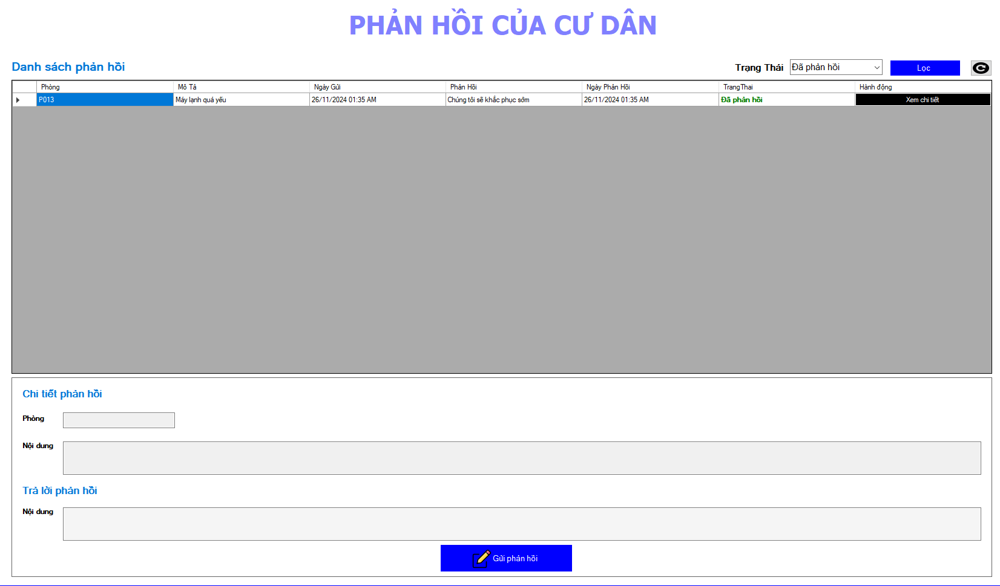 PHẢN HỒI CỦA CƯ DÂN
Danh sách phản hồi
Trạng Thái Đã phản hồi Lọc
Phòng Mô Tả Ngày Gửi Phản Hồi Ngày Phản Hồi TrangThai Hành động
P013 Máy lạnh quá yếu 26/11/2024 01:35 AM Chúng tôi sẽ khắc phục sớm 26/11/2024 01:35 AM Đã phản hồi Xem chi tiết
Chi tiết phản hồi
Phòng
Nội dung
Trả lời phản hồi
Nội dung
Gửi phản hồi